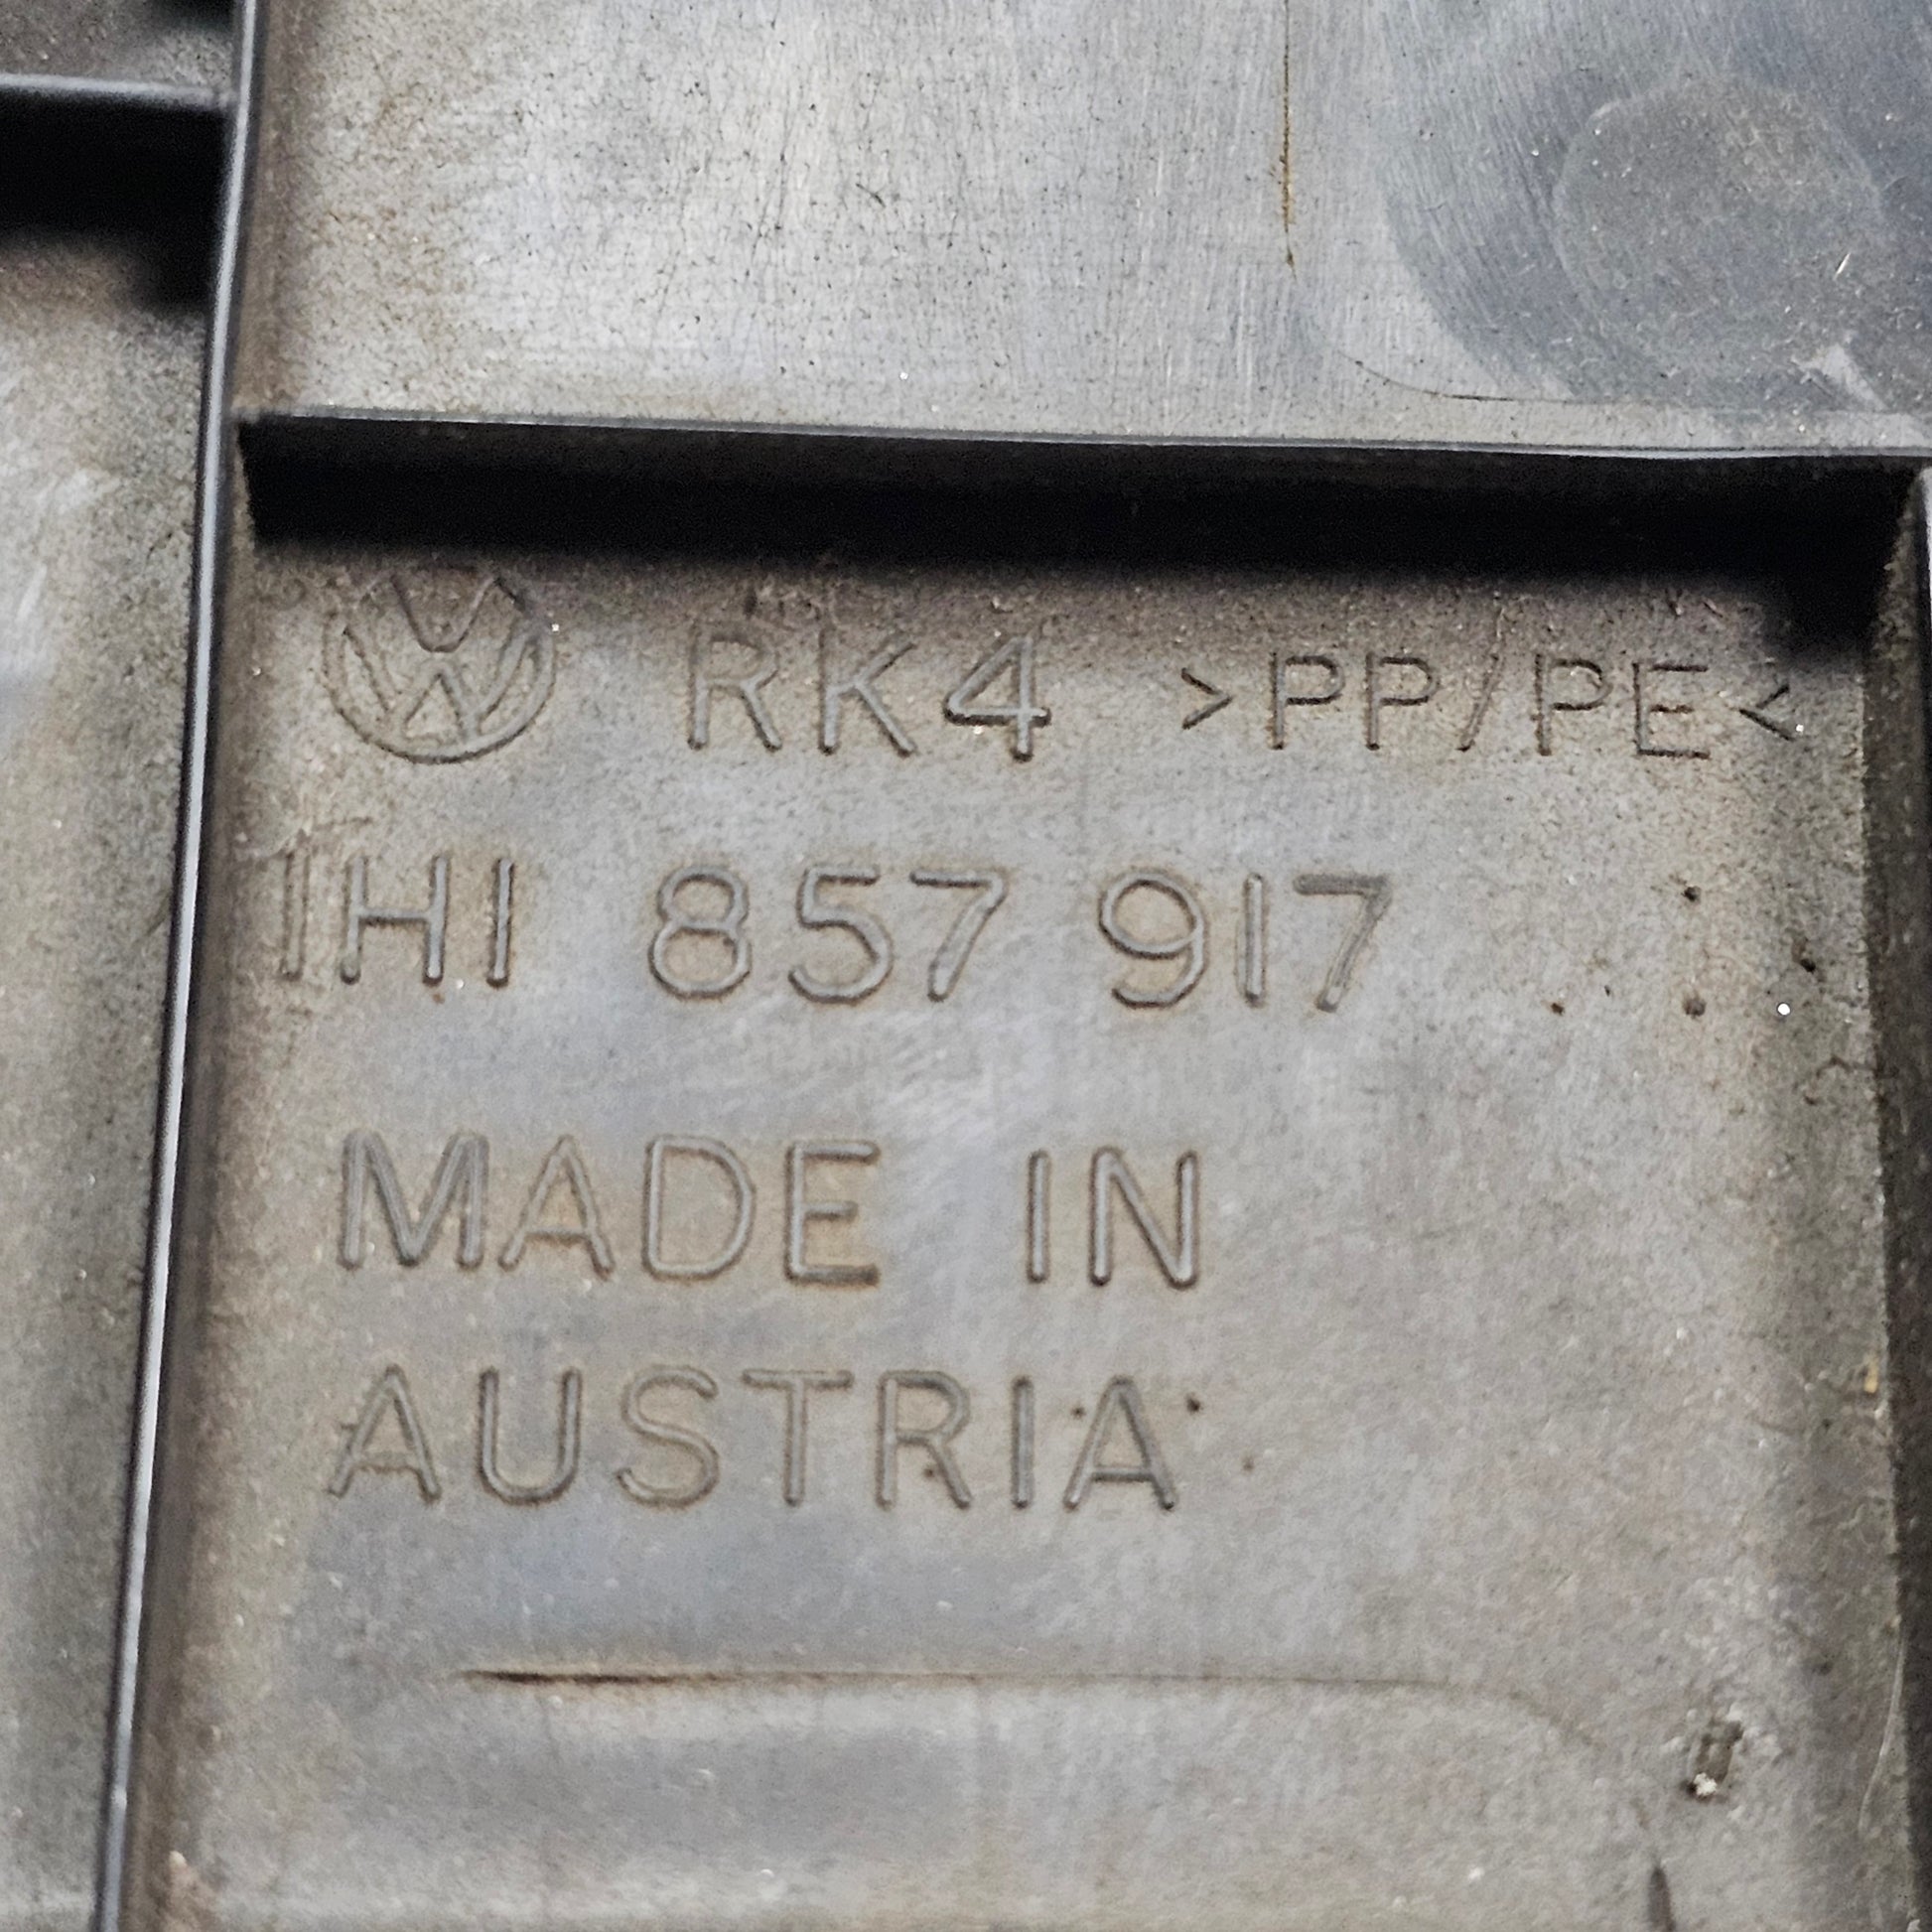 RK4 >PP/PE<
1H1 857 917
MADE IN
AUSTRIA